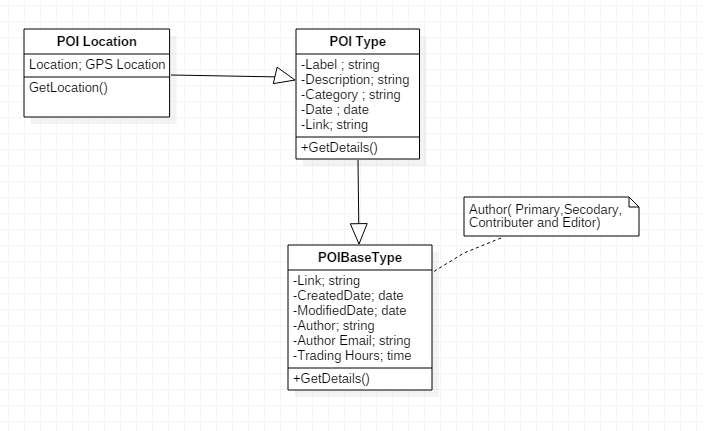 POI Location
Location; GPS Location
GetLocation()
POI Type
-Label ; string
-Description; string
-Category ; string
-Date ; date
-Link; string
+GetDetails()
Author( Primary,Secodary,
Contributer and Editor)
POIBaseType
-Link; string
-CreatedDate; date
-ModifiedDate; date
-Author; string
-Author Email; string
-Trading Hours; time
+GetDetails()